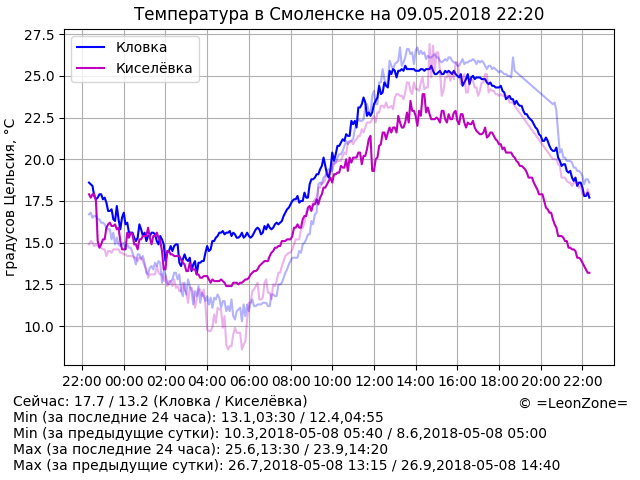 Температура в Смоленске на 09.05.2018 22:20
Кловка
Киселёвка
градусов Цельсия, °C
27.5
25.0
22.5
20.0
17.5
15.0
12.5
10.0
22:00 00:00 02:00 04:00 06:00 08:00 10:00 12:00 14:00 16:00 18:00 20:00 22:00
Сейчас: 17.7 / 13.2 (Кловка / Киселёвка)
© =LeonZone=
Min (за последние 24 часа): 13.1,03:30 / 12.4,04:55
Min (за предыдущие сутки): 10.3,2018-05-08 05:40 / 8.6,2018-05-08 05:00
Max (за последние 24 часа): 25.6,13:30 / 23.9,14:20
Max (за предыдущие сутки): 26.7,2018-05-08 13:15 / 26.9,2018-05-08 14:40